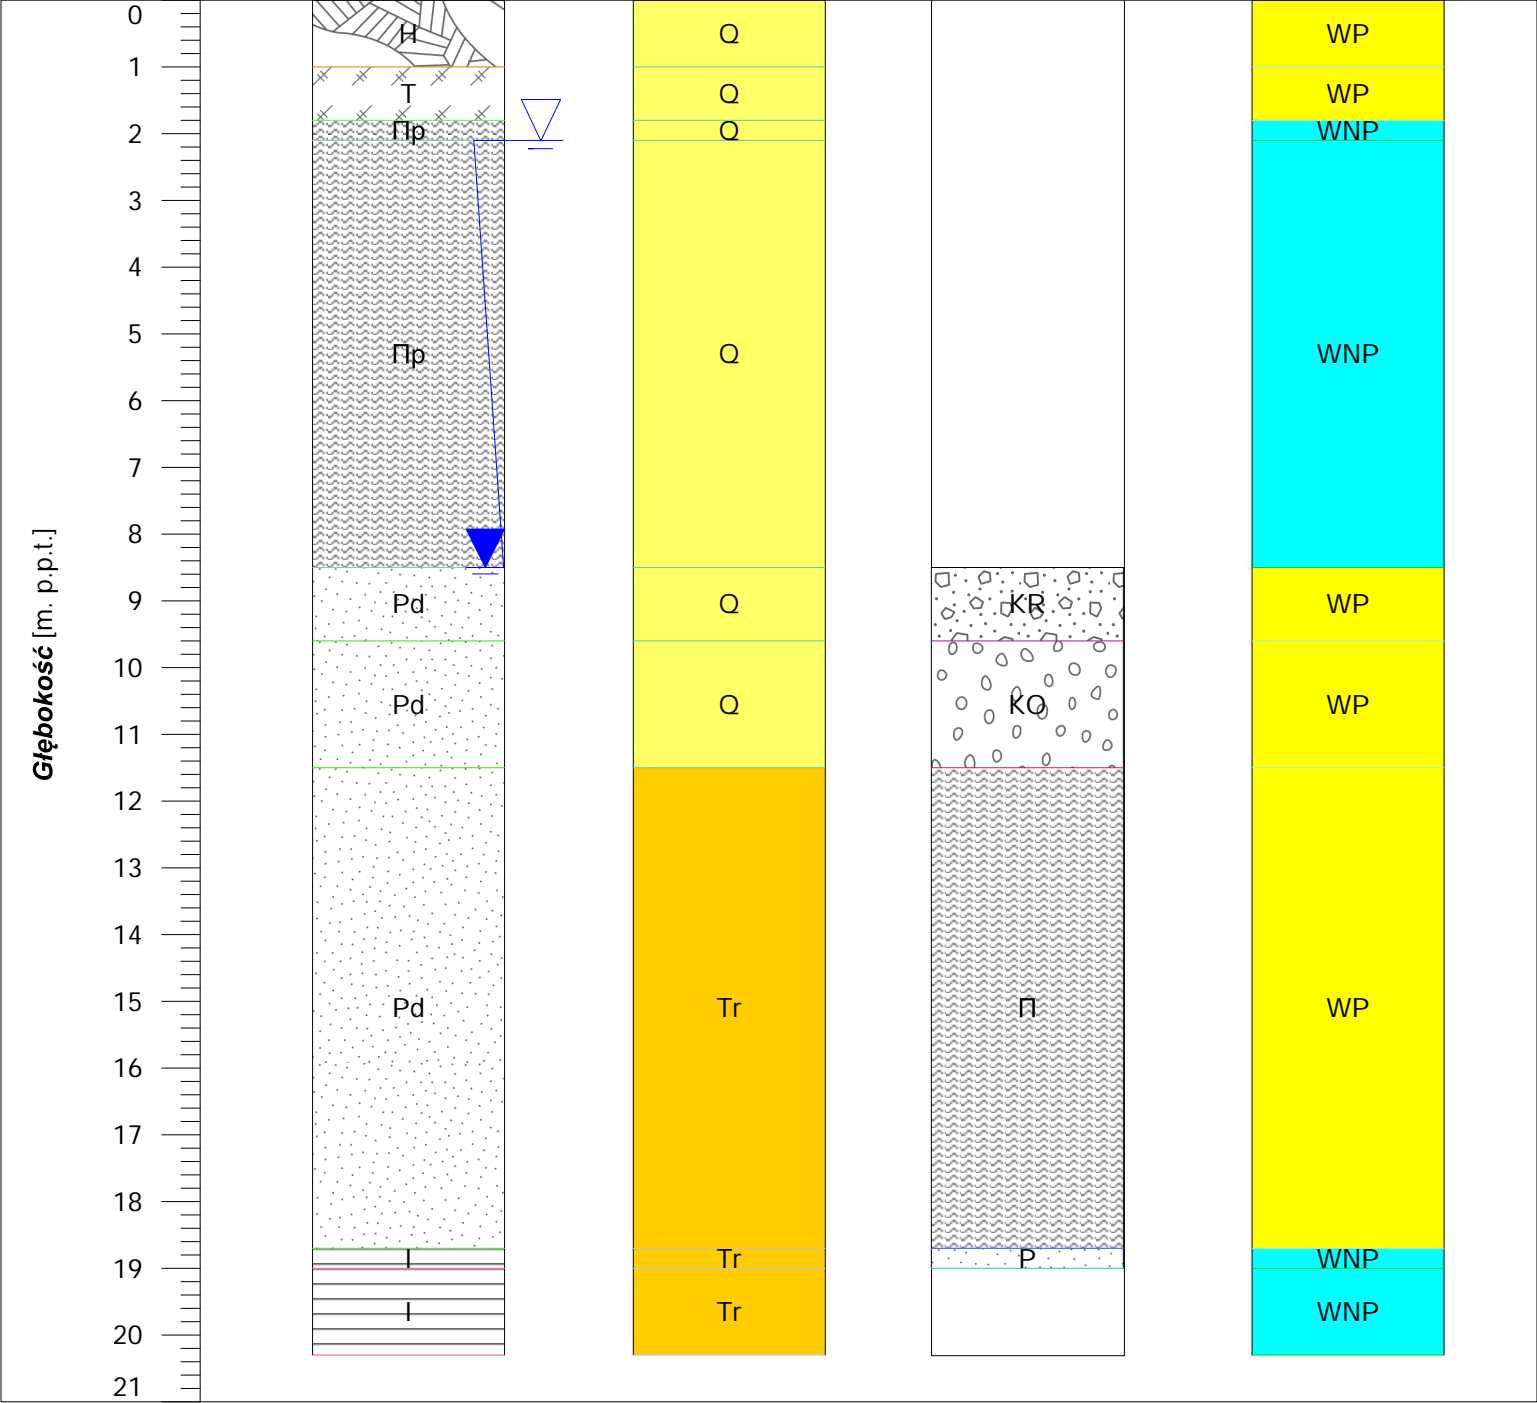 0
H
Q
WP
1
T
Q
WP
Пр
Q
WNP
2
3
4
5
Пр
Q
WNP
6
7
8
Głębokość [m. p.p.t.]
9
Pd
Q
KR
WP
10
Pd
Q
KO
WP
11
12
13
14
15
Pd
Tr
П
WP
16
17
18
19
I
Tr
P
WNP
I
Tr
WNP
20
21